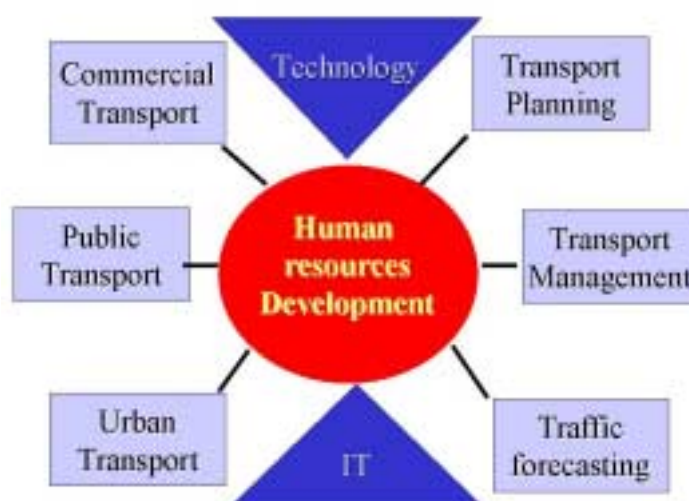 Commercial
Transport
Technology
Transport
Planning
Public
Transport
Human
resources
Development
Transport
Management
Urban
Transport
IT
Traffic
forecasting